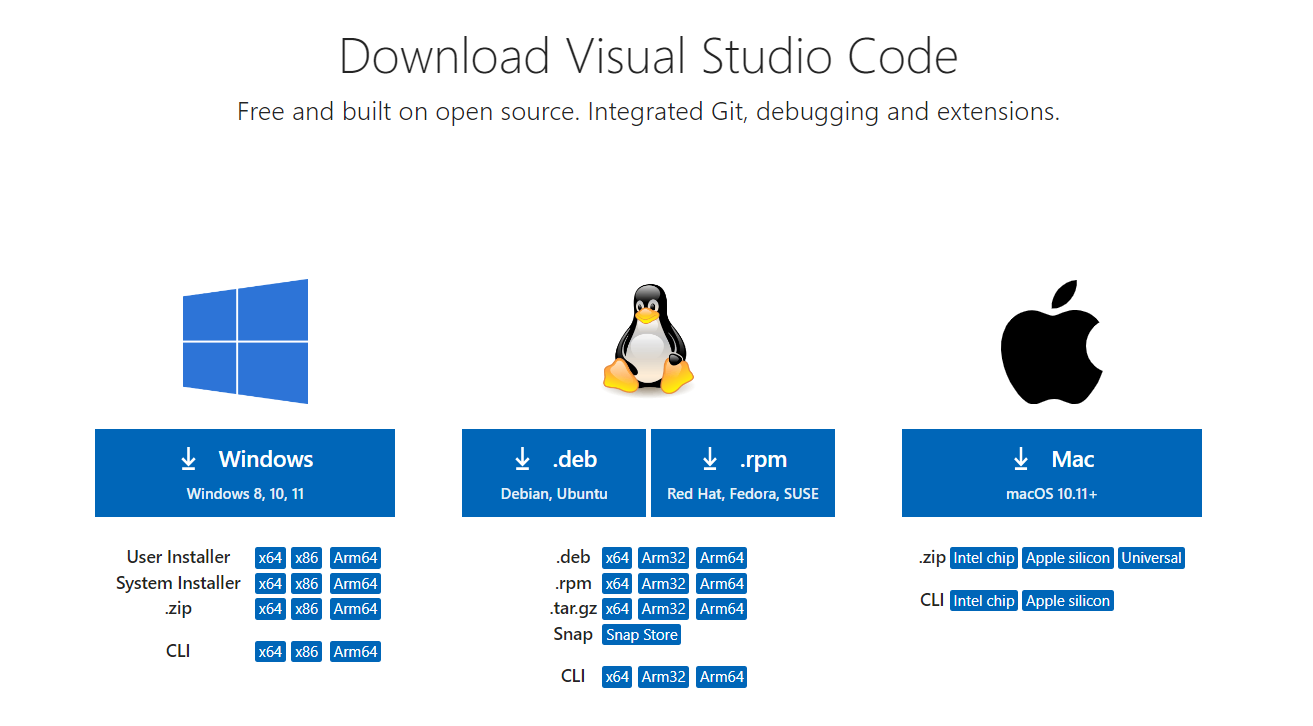 Download Visual Studio Code
Free and built on open source. Integrated Git, debugging and extensions.
Windows
Windows 8, 10, 11
User Installer x64 x86 Arm64
System Installer x64 x86 Arm64
.zip x64 x86 Arm64
CLI x64 x86 Arm64
.deb
Debian, Ubuntu
.rpm
Red Hat, Fedora, SUSE
.deb x64 Arm32 Arm64
.rpm x64 Arm32 Arm64
.tar.gz x64 Arm32 Arm64
Snap Snap Store
CLI x64 Arm32 Arm64
Mac
macOS 10.11+
.zip Intel chip Apple silicon Universal
CLI Intel chip Apple silicon